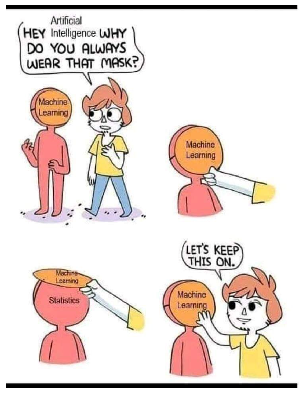 Artificial
HEY Intelligence WHY
DO YOU ALWAYS
WEAR THAT MASK?
Machine
Learning
Machine
Learning
Machine
Learning
Statistics
LET'S KEEP
THIS ON.
Machine
Learning